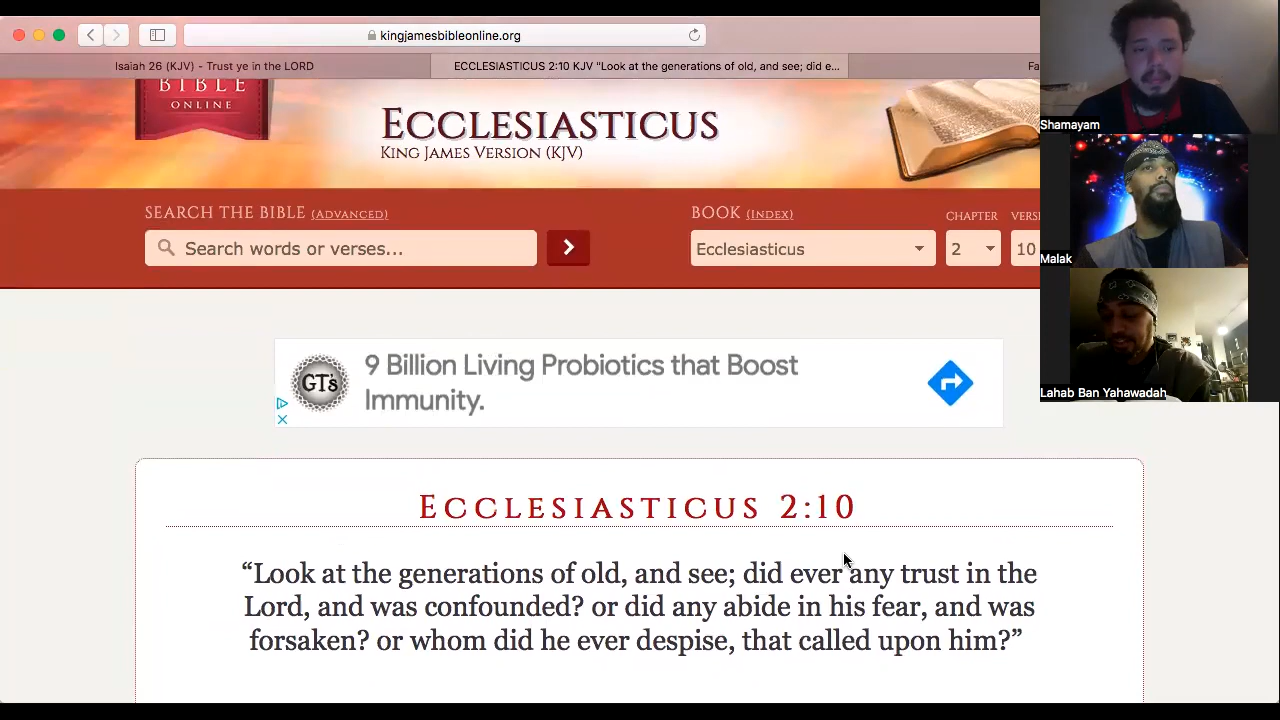 kingjamesbibleonline.org
Isaiah 26 (KJV) - Trust ye in the LORD
ECCLESIASTICUS 2:10 KJV "Look at the generations of old, and see; did e...
Fa
BIBLE
ONLINE
ECCLESIASTICUS
KING JAMES VERSION (KJV)
SEARCH THE BIBLE (ADVANCED)
BOOK (INDEX)
CHAPTER
VERSE
Search words or verses...
Ecclesiasticus
2
10
9 Billion Living Probiotics that Boost
Immunity.
GT's
ECCLESIASTICUS 2:10
“Look at the generations of old, and see; did ever any trust in the
Lord, and was confounded? or did any abide in his fear, and was
forsaken? or whom did he ever despise, that called upon him?”
Shamayam
Malak
Lahab Ban Yahawadah